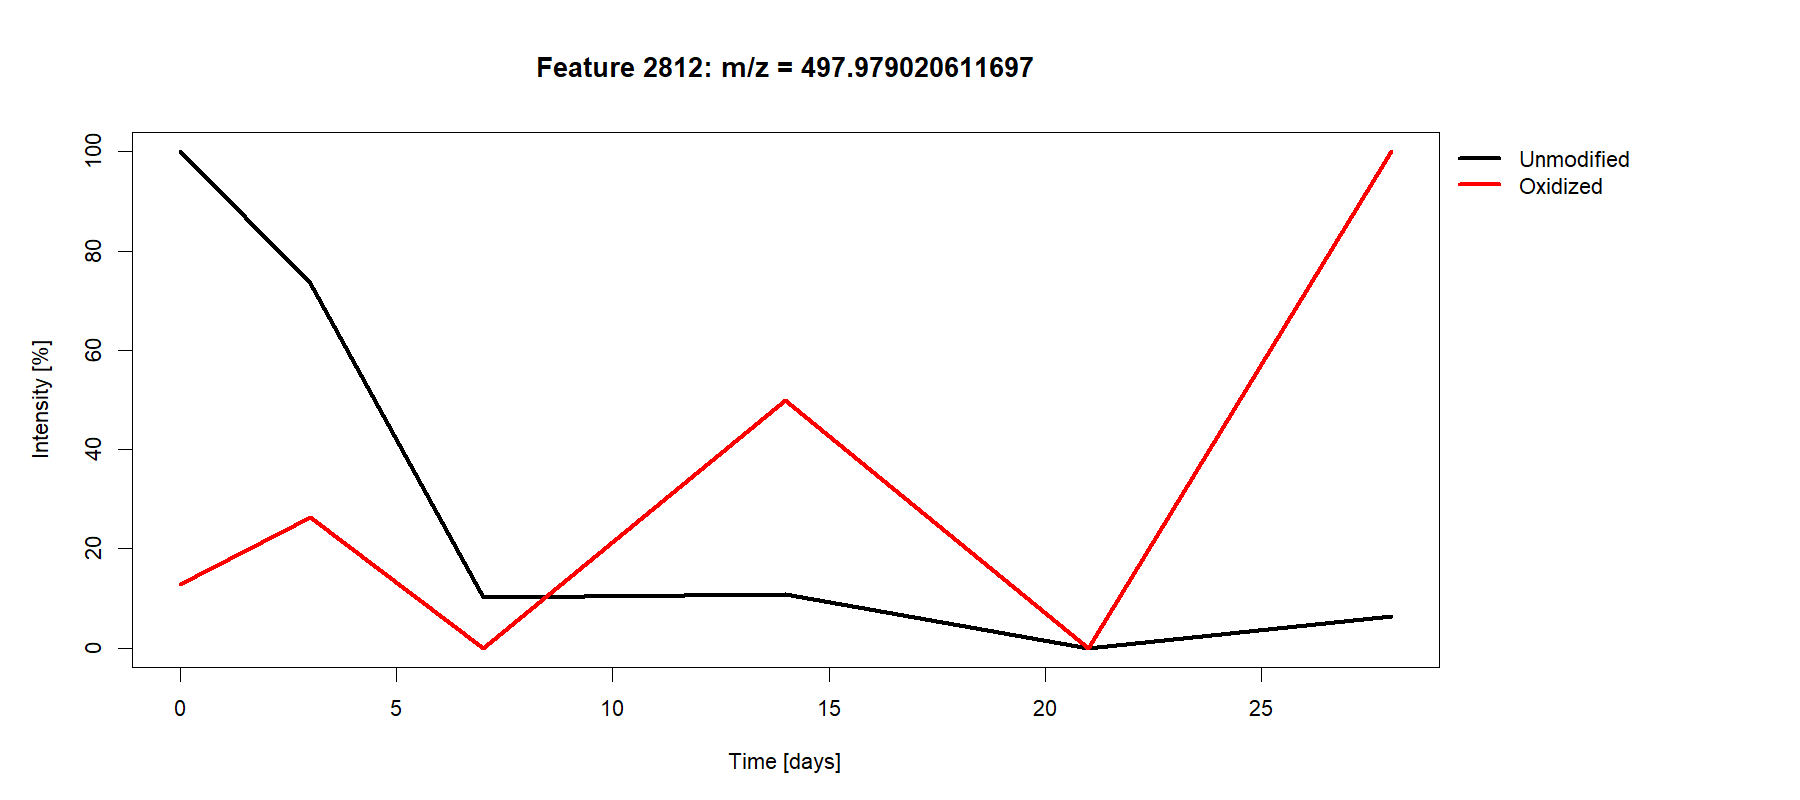 Feature 2812: m/z = 497.979020611697
Unmodified
Oxidized
Intensity [%]
100
80
60
40
20
0
0 5 10 15 20 25
Time [days]